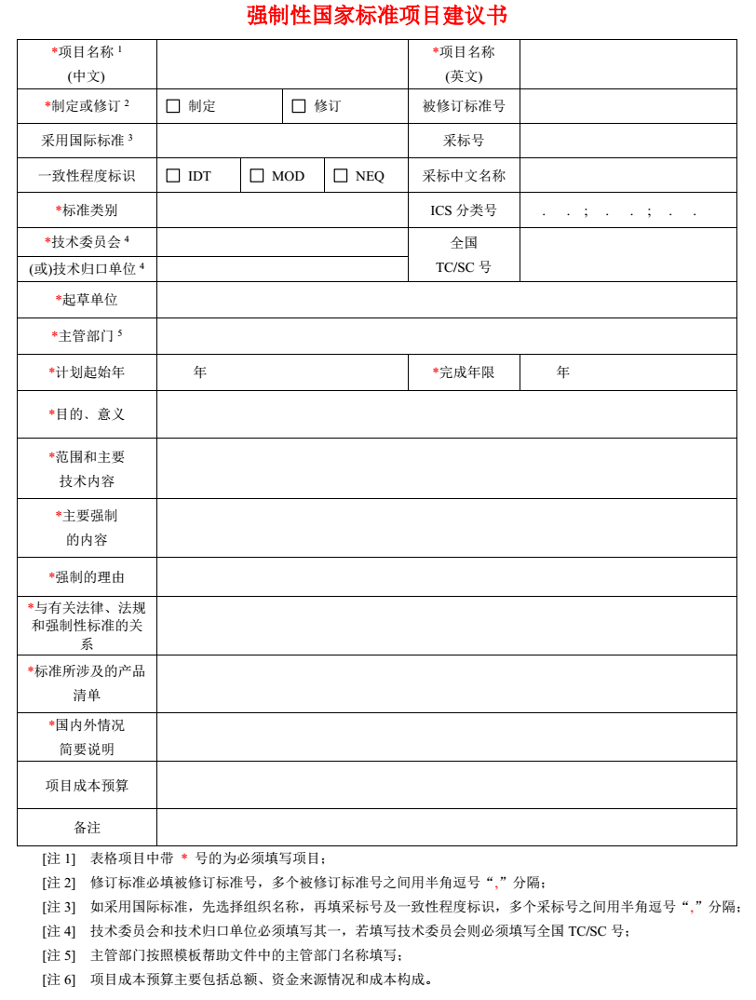 强制性国家标准项目建议书
*项目名称 1
(中文)
*项目名称
(英文)
*制定或修订 2
□ 制定
□ 修订
被修订标准号
采用国际标准 3
采标号
一致性程度标识
□ IDT
□ MOD
□ NEQ
采标中文名称
*标准类别
ICS 分类号
. . ; . . ; . .
*技术委员会 4
全国
(或)技术归口单位 4
TC/SC 号
*起草单位
*主管部门 5
*计划起始年
年
*完成年限
年
*目的、意义
*范围和主要
技术内容
*主要强制
的内容
*强制的理由
*与有关法律、法规
和强制性标准的关
系
*标准所涉及的产品
清单
*国内外情况
简要说明
项目成本预算
备注
[注 1] 表格项目中带 * 号的为必须填写项目；
[注 2] 修订标准必填被修订标准号，多个被修订标准号之间用半角逗号“,”分隔；
[注 3] 如采用国际标准，先选择组织名称，再填采标号及一致性程度标识，多个采标号之间用半角逗号“,”分隔；
[注 4] 技术委员会和技术归口单位必须填写其一，若填写技术委员会则必须填写全国 TC/SC 号；
[注 5] 主管部门按照模板帮助文件中的主管部门名称填写；
[注 6] 项目成本预算主要包括总额、资金来源情况和成本构成。